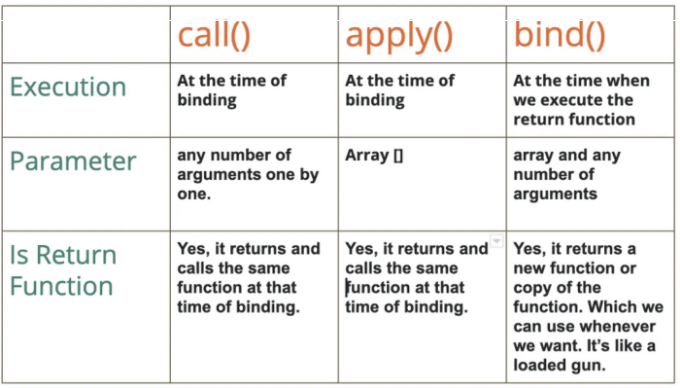 call() apply() bind()
Execution
At the time of
binding
At the time of
binding
At the time when
we execute the
return function
Parameter
any number of
arguments one by
one.
Array []
array and any
number of
arguments
Is Return
Function
Yes, it returns and
calls the same
function at that
time of binding.
Yes, it returns and
calls the same
function at that
time of binding.
Yes, it returns a
new function or
copy of the
function. Which we
can use whenever
we want. It's like a
loaded gun.